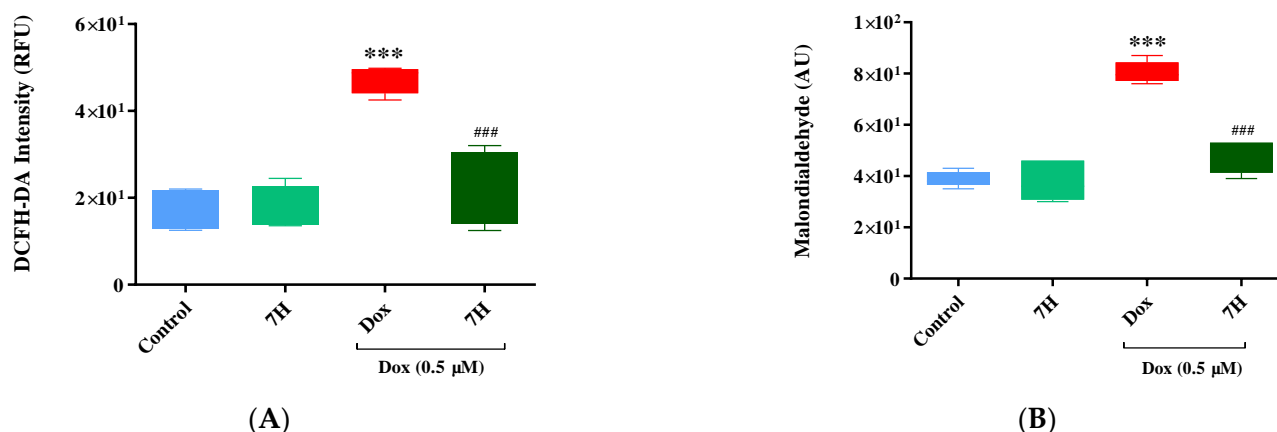 DCFH-DA Intensity (RFU)
6×10¹
4×10¹
2×10¹
0
***
###
Control
7H
Dox
7H
Dox (0.5 µM)
(A)
Malondialdehyde (AU)
1×10²
8×10¹
6×10¹
4×10¹
2×10¹
0
***
###
Control
7H
Dox
7H
Dox (0.5 µM)
(B)